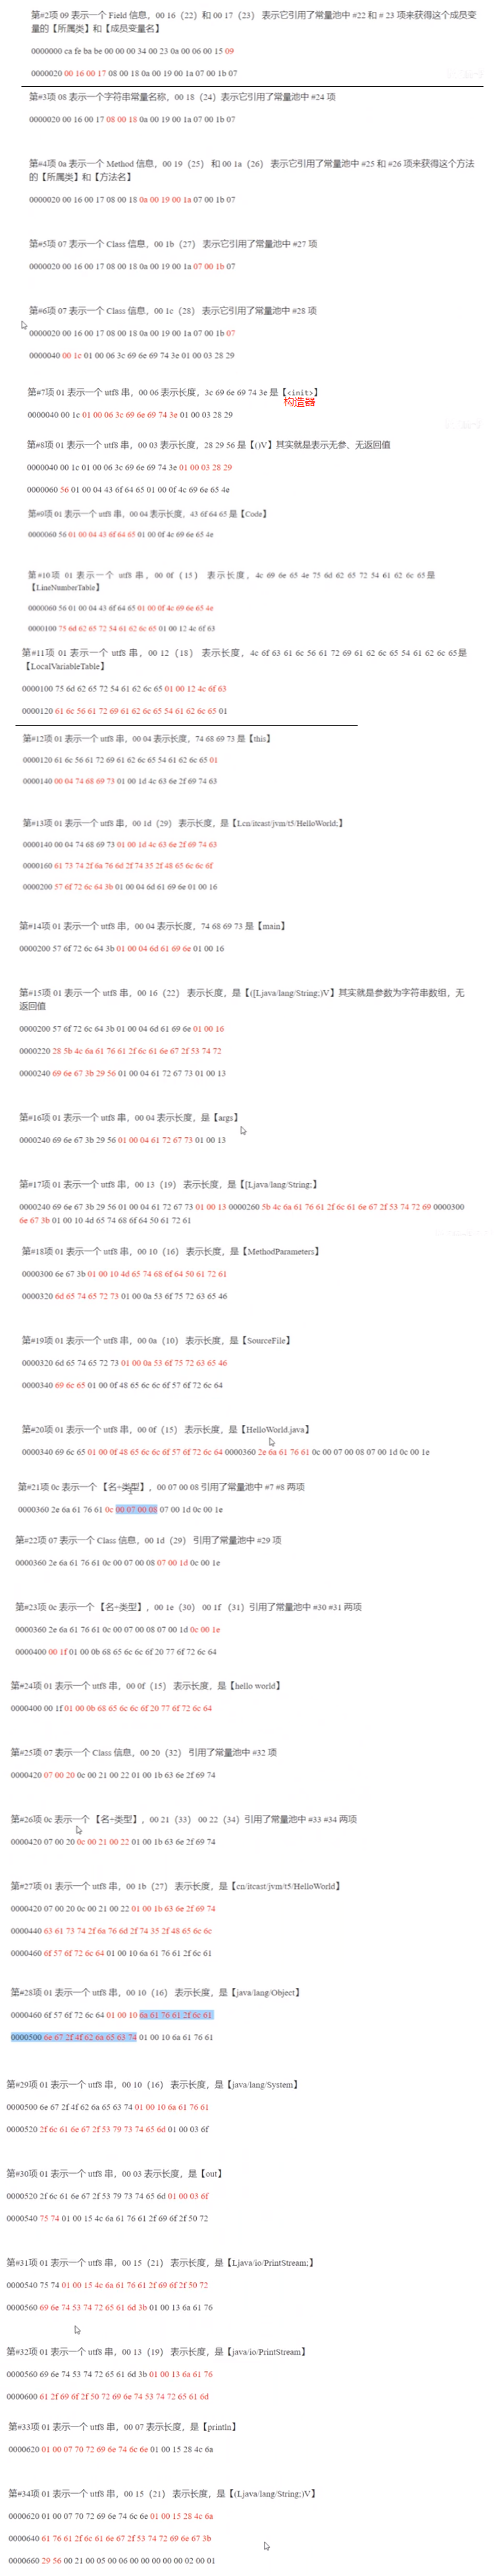 第#2项 09 表示一个 Field 信息，00 16（22）和 00 17（23） 表示它引用了常量池中 #22 和 # 23 项来获得这个成员变
量的【所属类】和【成员变量名】
0000000 ca fe ba be 00 00 00 34 00 23 0a 00 06 00 15 09
0000020 00 16 00 17 08 00 18 0a 00 19 00 1a 07 00 1b 07
第#3项 08 表示一个字符串常量名称，00 18（24）表示它引用了常量池中 #24 项
0000020 00 16 00 17 08 00 18 0a 00 19 00 1a 07 00 1b 07
第#4项 0a 表示一个 Method 信息，00 19（25） 和 00 1a（26） 表示它引用了常量池中 #25 和 #26 项来获得这个方法
的【所属类】和【方法名】
0000020 00 16 00 17 08 00 18 0a 00 19 00 1a 07 00 1b 07
第#5项 07 表示一个 Class 信息，00 1b（27） 表示它引用了常量池中 #27 项
0000020 00 16 00 17 08 00 18 0a 00 19 00 1a 07 00 1b 07
第#6项 07 表示一个 Class 信息，00 1c（28） 表示它引用了常量池中 #28 项
0000020 00 16 00 17 08 00 18 0a 00 19 00 1a 07 00 1b 07
0000040 00 1c 01 00 06 3c 69 6e 69 74 3e 01 00 03 28 29
第#7项 01 表示一个 utf8 串，00 06 表示长度，3c 69 6e 69 74 3e 是【<init>】
构造器
0000040 00 1c 01 00 06 3c 69 6e 69 74 3e 01 00 03 28 29
第#8项 01 表示一个 utf8 串，00 03 表示长度，28 29 56 是【()V】其实就是表示无参、无返回值
0000040 00 1c 01 00 06 3c 69 6e 69 74 3e 01 00 03 28 29
0000060 56 01 00 04 43 6f 64 65 01 00 0f 4c 69 6e 65 4e
第#9项 01 表示一个 utf8 串，00 04 表示长度，43 6f 64 65 是【Code】
0000060 56 01 00 04 43 6f 64 65 01 00 0f 4c 69 6e 65 4e
第#10项 01 表示一个 utf8 串，00 0f（15） 表示长度，4c 69 6e 65 4e 75 6d 62 65 72 54 61 62 6c 65是
【LineNumberTable】
0000060 56 01 00 04 43 6f 64 65 01 00 0f 4c 69 6e 65 4e
0000100 75 6d 62 65 72 54 61 62 6c 65 01 00 12 4c 6f 63
第#11项 01 表示一个 utf8 串，00 12（18）表示长度，4c 6f 63 61 6c 56 61 72 69 61 62 6c 65 54 61 62 6c 65是
【LocalVariableTable】
0000100 75 6d 62 65 72 54 61 62 6c 65 01 00 12 4c 6f 63
0000120 61 6c 56 61 72 69 61 62 6c 65 54 61 62 6c 65 01
第#12项 01 表示一个 utf8 串，00 04 表示长度，74 68 69 73 是【this】
0000120 61 6c 56 61 72 69 61 62 6c 65 54 61 62 6c 65 01
0000140 00 04 74 68 69 73 01 00 1d 4c 63 6e 2f 69 74 63
第#13项 01 表示一个 utf8 串，00 1d（29） 表示长度，是【Lcn/itcast/jvm/t5/HelloWorld;】
0000140 00 04 74 68 69 73 01 00 1d 4c 63 6e 2f 69 74 63
0000160 61 73 74 2f 6a 76 6d 2f 74 35 2f 48 65 6c 6c 6f
0000200 57 6f 72 6c 64 3b 01 00 04 6d 61 69 6e 01 00 16
第#14项 01 表示一个 utf8 串，00 04 表示长度，74 68 69 73 是【main】
0000200 57 6f 72 6c 64 3b 01 00 04 6d 61 69 6e 01 00 16
第#15项 01 表示一个 utf8 串，00 16（22） 表示长度，是【([Ljava/lang/String;)V】其实就是参数为字符串数组，无
返回值
0000200 57 6f 72 6c 64 3b 01 00 04 6d 61 69 6e 01 00 16
0000220 28 5b 4c 6a 61 76 61 2f 6c 61 6e 67 2f 53 74 72
0000240 69 6e 67 3b 29 56 01 00 04 61 72 67 73 01 00 13
第#16项 01 表示一个 utf8 串，00 04 表示长度，是【args】
0000240 69 6e 67 3b 29 56 01 00 04 61 72 67 73 01 00 13
第#17项 01 表示一个 utf8 串，00 13（19） 表示长度，是【[Ljava/lang/String;】
0000240 69 6e 67 3b 29 56 01 00 04 61 72 67 73 01 00 13 0000260 5b 4c 6a 61 76 61 2f 6c 61 6e 67 2f 53 74 72 69 0000300
6e 67 3b 01 00 10 4d 65 74 68 6f 64 50 61 72 61
第#18项 01 表示一个 utf8 串，00 10（16） 表示长度，是【MethodParameters】
0000300 6e 67 3b 01 00 10 4d 65 74 68 6f 64 50 61 72 61
0000320 6d 65 74 65 72 73 01 00 0a 53 6f 75 72 63 65 46
第#19项 01 表示一个 utf8 串，00 0a（10） 表示长度，是【SourceFile】
0000320 6d 65 74 65 72 73 01 00 0a 53 6f 75 72 63 65 46
0000340 69 6c 65 01 00 0f 48 65 6c 6c 6f 57 6f 72 6c 64
第#20项 01 表示一个 utf8 串，00 0f（15） 表示长度，是【HelloWorld.java】
0000340 69 6c 65 01 00 0f 48 65 6c 6c 6f 57 6f 72 6c 64 0000360 2e 6a 61 76 61 0c 00 07 00 08 07 00 1d 0c 00 1e
第#21项 0c 表示一个 【名+类型】，00 07 00 08 引用了常量池中 #7 #8 两项
0000360 2e 6a 61 76 61 0c 00 07 00 08 07 00 1d 0c 00 1e
第#22项 07 表示一个 Class 信息，00 1d（29） 引用了常量池中 #29 项
0000360 2e 6a 61 76 61 0c 00 07 00 08 07 00 1d 0c 00 1e
第#23项 0c 表示一个 【名+类型】，00 1e（30） 00 1f （31）引用了常量池中 #30 #31 两项
0000360 2e 6a 61 76 61 0c 00 07 00 08 07 00 1d 0c 00 1e
0000400 00 1f 01 00 0b 68 65 6c 6c 6f 20 77 6f 72 6c 64
第#24项 01 表示一个 utf8 串，00 0f（15） 表示长度，是【hello world】
0000400 00 1f 01 00 0b 68 65 6c 6c 6f 20 77 6f 72 6c 64
第#25项 07 表示一个 Class 信息，00 20（32） 引用了常量池中 #32 项
0000420 07 00 20 0c 00 21 00 22 01 00 1b 63 6e 2f 69 74
第#26项 0c 表示一个 【名+类型】，00 21（33） 00 22（34）引用了常量池中 #33 #34 两项
0000420 07 00 20 0c 00 21 00 22 01 00 1b 63 6e 2f 69 74
第#27项 01 表示一个 utf8 串，00 1b（27） 表示长度，是【cn/itcast/jvm/t5/HelloWorld】
0000420 07 00 20 0c 00 21 00 22 01 00 1b 63 6e 2f 69 74
0000440 63 61 73 74 2f 6a 76 6d 2f 74 35 2f 48 65 6c 6c
0000460 6f 57 6f 72 6c 64 01 00 10 6a 61 76 61 2f 6c 61
第#28项 01 表示一个 utf8 串，00 10（16） 表示长度，是【java/lang/Object】
0000460 6f 57 6f 72 6c 64 01 00 10 6a 61 76 61 2f 6c 61
0000500 6e 67 2f 4f 62 6a 65 63 74 01 00 10 6a 61 76 61
第#29项 01 表示一个 utf8 串，00 10（16） 表示长度，是【java/lang/System】
0000500 6e 67 2f 4f 62 6a 65 63 74 01 00 10 6a 61 76 61
0000520 2f 6c 61 6e 67 2f 53 79 73 74 65 6d 01 00 03 6f
第#30项 01 表示一个 utf8 串，00 03 表示长度，是【out】
0000520 2f 6c 61 6e 67 2f 53 79 73 74 65 6d 01 00 03 6f
0000540 75 74 01 00 15 4c 6a 61 76 61 2f 69 6f 2f 50 72
第#31项 01 表示一个 utf8 串，00 15（21） 表示长度，是【Ljava/io/PrintStream;】
0000540 75 74 01 00 15 4c 6a 61 76 61 2f 69 6f 2f 50 72
0000560 69 6e 74 53 74 72 65 61 6d 3b 01 00 13 6a 61 76
第#32项 01 表示一个 utf8 串，00 13（19） 表示长度，是【java/io/PrintStream】
0000560 69 6e 74 53 74 72 65 61 6d 3b 01 00 13 6a 61 76
0000600 61 2f 69 6f 2f 50 72 69 6e 74 53 74 72 65 61 6d
第#33项 01 表示一个 utf8 串，00 07 表示长度，是【println】
0000620 01 00 07 70 72 69 6e 74 6c 6e 01 00 15 28 4c 6a
第#34项 01 表示一个 utf8 串，00 15（21） 表示长度，是【(Ljava/lang/String;)V】
0000620 01 00 07 70 72 69 6e 74 6c 6e 01 00 15 28 4c 6a
0000640 61 76 61 2f 6c 61 6e 67 2f 53 74 72 69 6e 67 3b
0000660 29 56 00 21 00 05 00 06 00 00 00 00 00 02 00 01